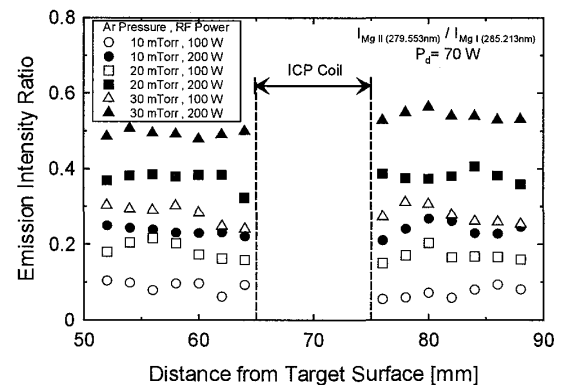 Ar Pressure , RF Power
10 mTorr, 100 W
10 mTorr, 200 W
20 mTorr, 100 W
20 mTorr, 200 W
30 mTorr, 100 W
30 mTorr, 200 W
I Mg II (279.553nm) / I Mg I (285.213nm)
Pd= 70 W
ICP Coil
0.8
0.6
0.4
0.2
0
Emission Intensity Ratio
50 60 70 80 90
Distance from Target Surface [mm]